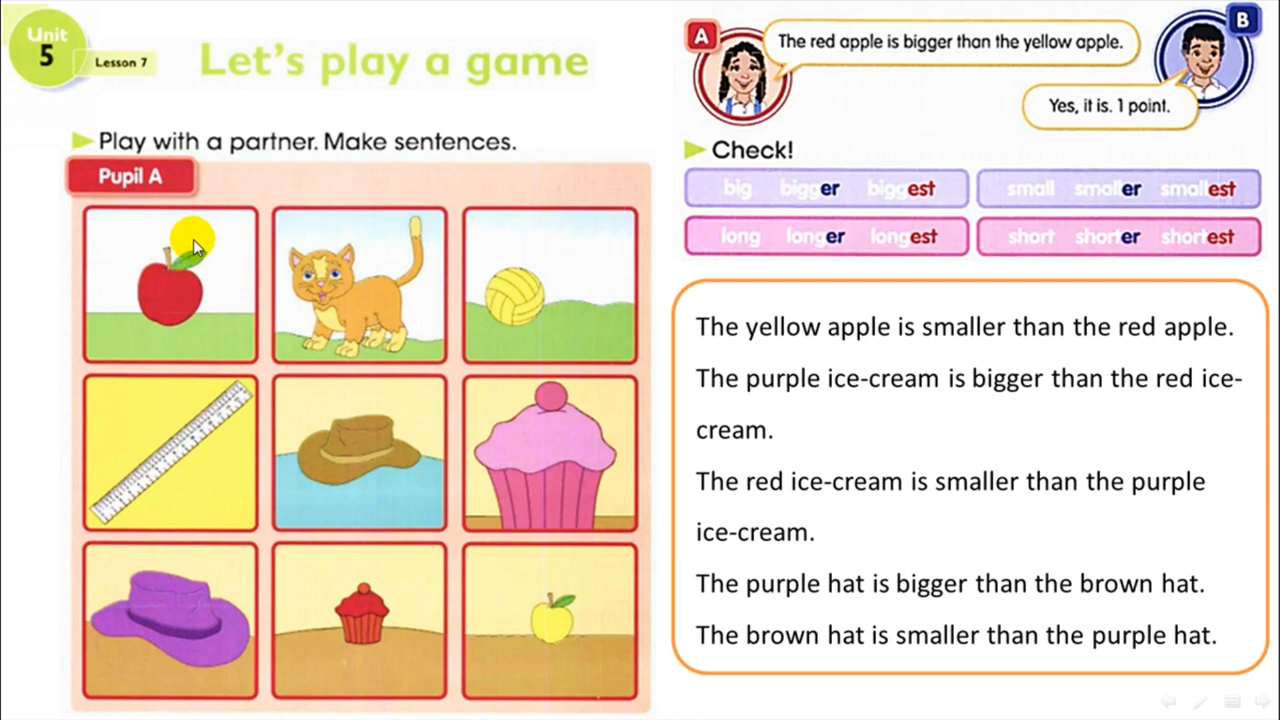 Unit
5
Lesson 7
Let's play a game
Play with a partner. Make sentences.
Pupil A
A
The red apple is bigger than the yellow apple.
B
Yes, it is. 1 point.
Check!
big bigger biggest
small smaller smallest
long longer longest
short shorter shortest
The yellow apple is smaller than the red apple.
The purple ice-cream is bigger than the red ice-
cream.
The red ice-cream is smaller than the purple
ice-cream.
The purple hat is bigger than the brown hat.
The brown hat is smaller than the purple hat.